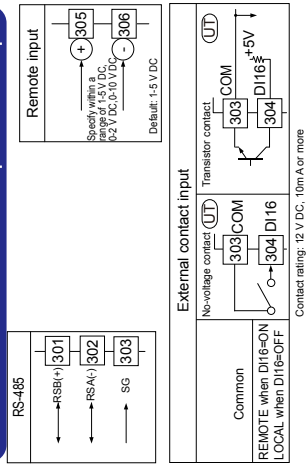 RS-485
RSB(+)
301
RSA(-)
302
SG
303
Remote input
Specify within a
range of 1-5 V DC,
0-2 V DC,0-10 V DC
+
305
-
306
Default: 1-5 V DC
External contact input
Common
No-voltage contact
UT
Transistor contact
UT
REMOTE when DI16=ON
LOCAL when DI16=OFF
303
COM
304
DI16
303
COM
304
DI16
+5V
Contact rating: 12 V DC, 10m A or more